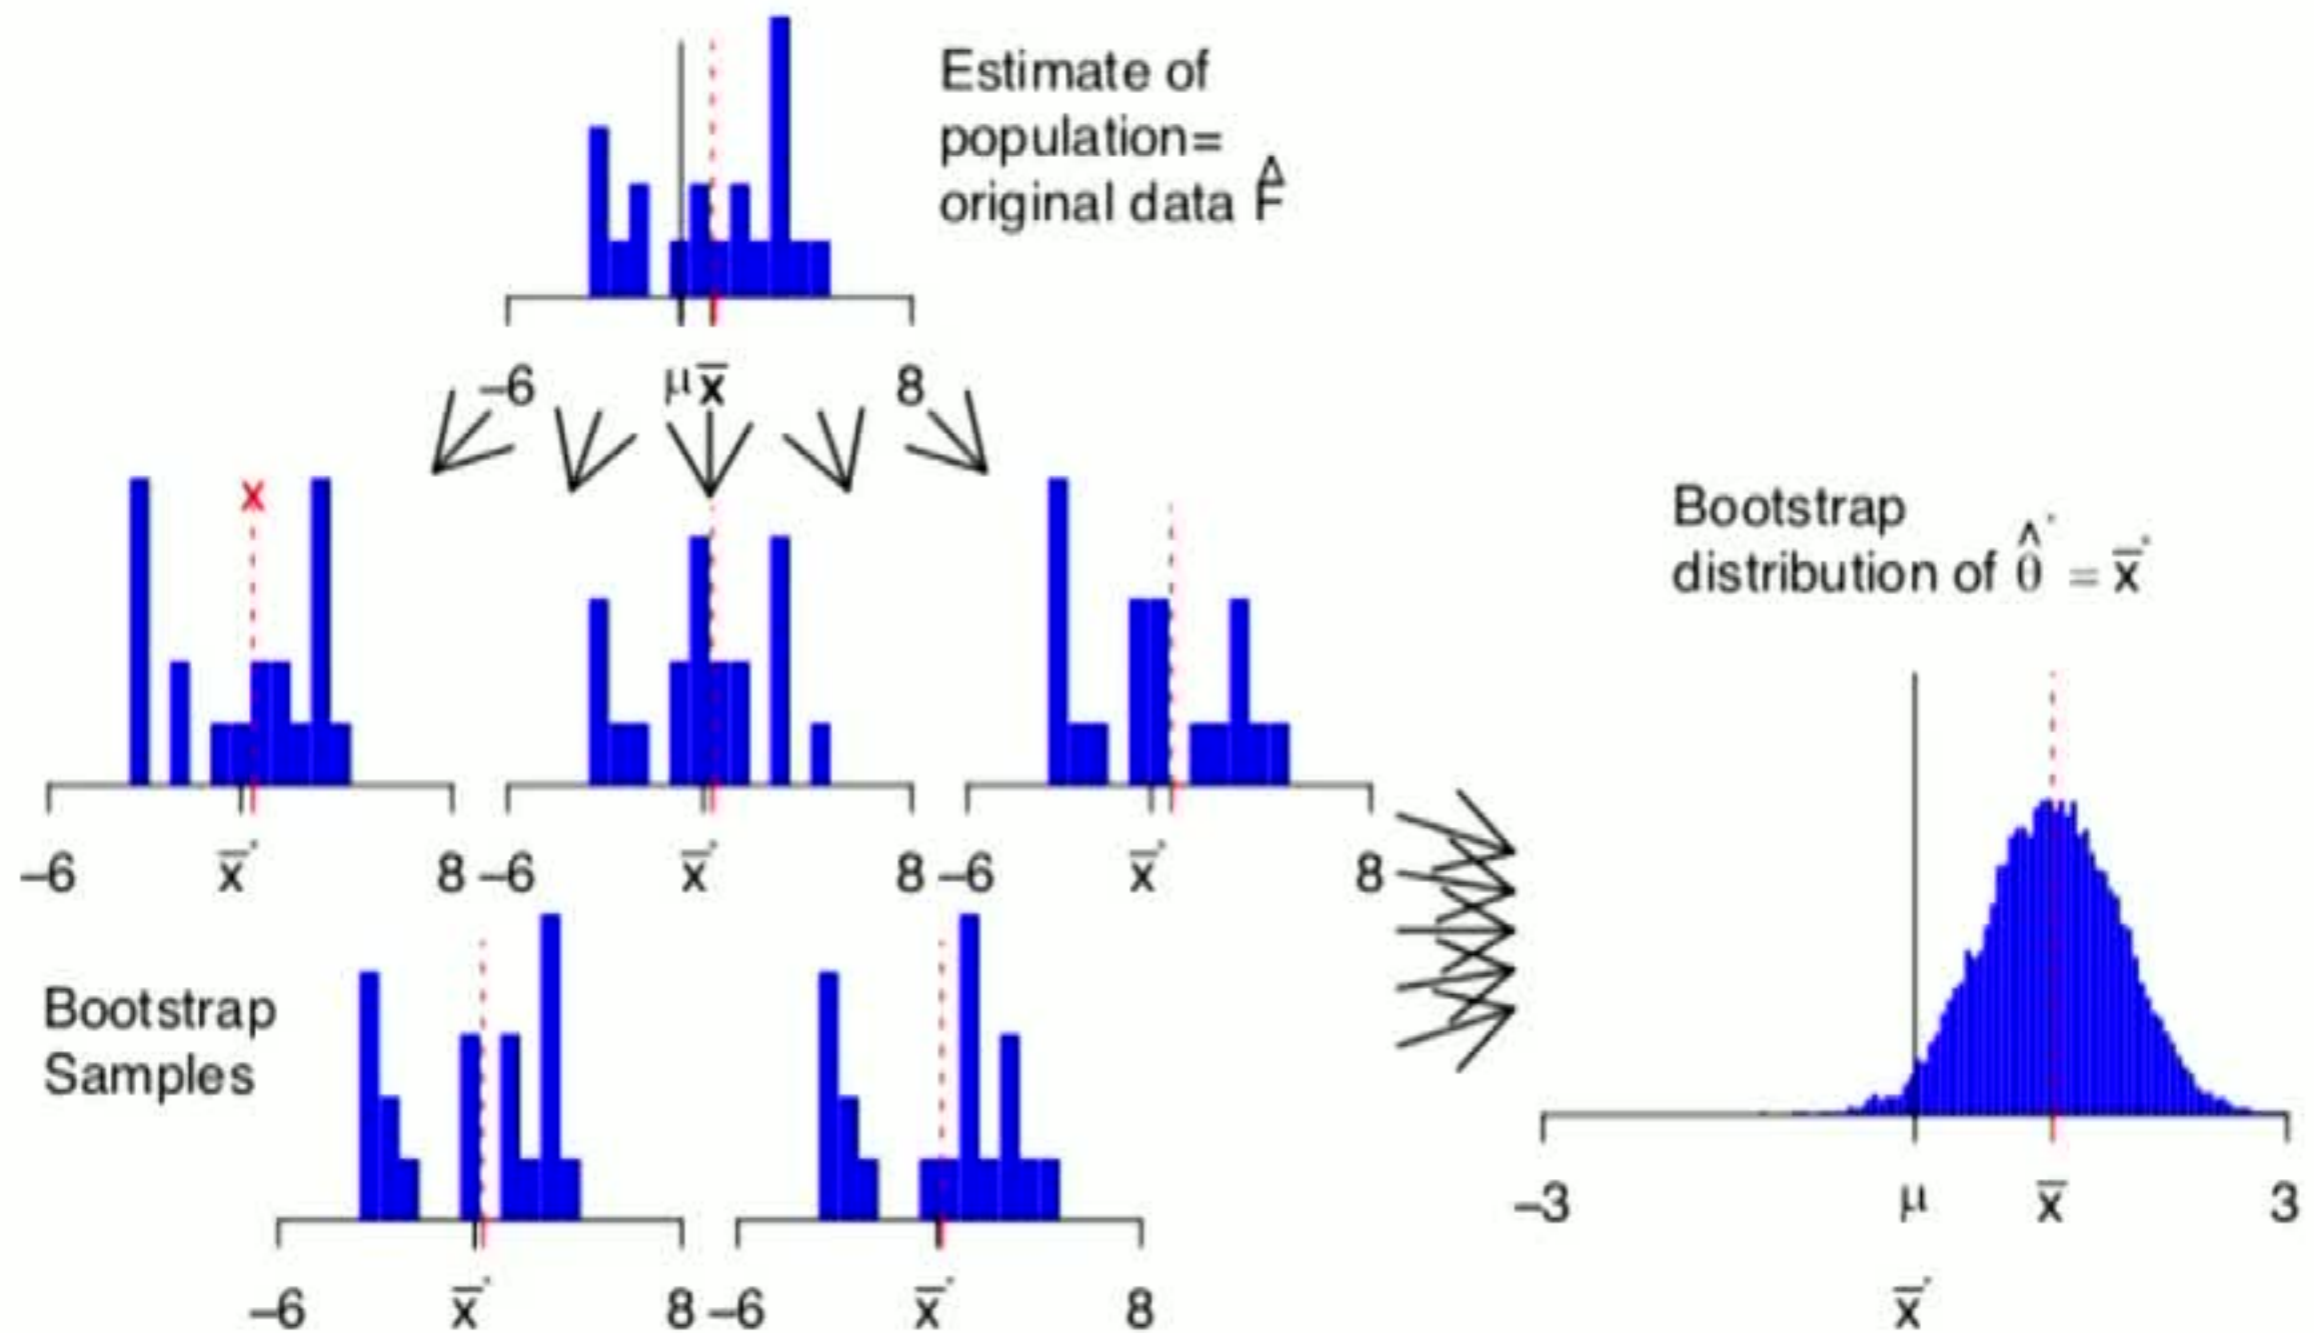 Estimate of
population=
original data F̂
−6 μ x̄ 8
x
Bootstrap
distribution of θ̂* = x̄*
−6 x̄* 8 −6 x̄* 8 −6 x̄* 8
Bootstrap
Samples
−6 x̄* 8 −6 x̄* 8
−3 μ x̄ 3
x̄*